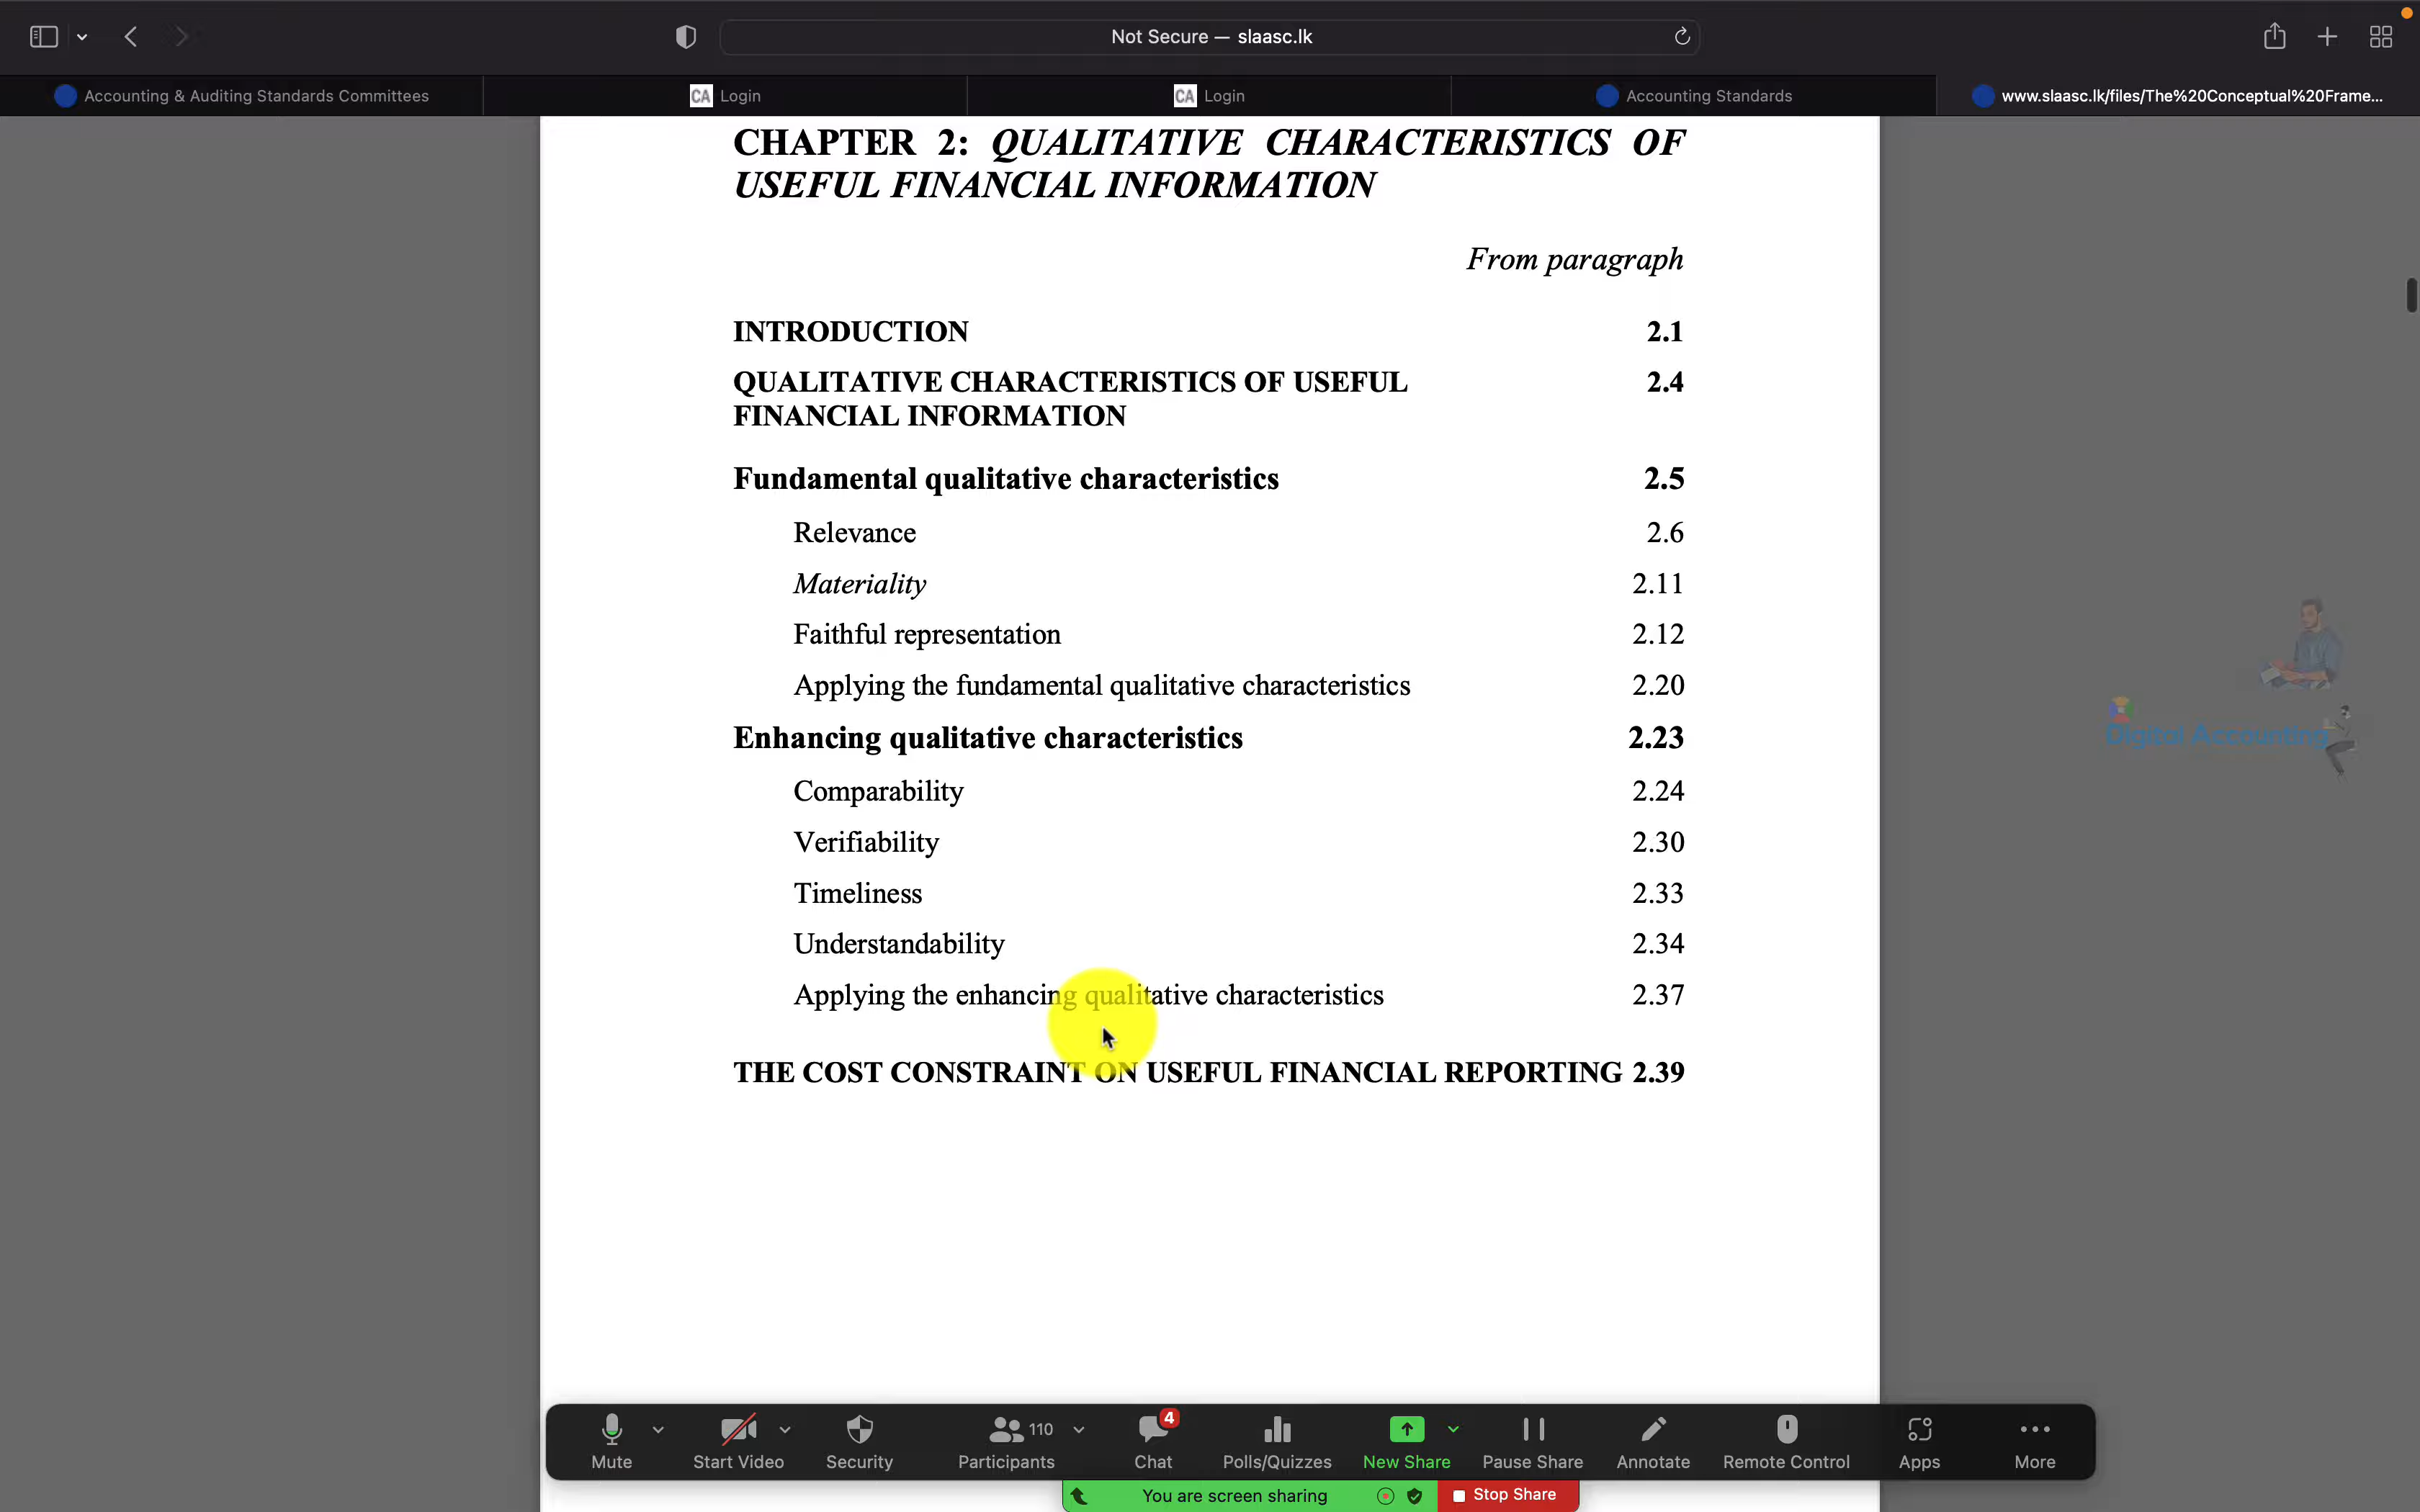 Not Secure — slaasc.lk
Accounting & Auditing Standards Committees
CA Login
CA Login
Accounting Standards
www.slaasc.lk/files/The%20Conceptual%20Frame...
CHAPTER 2: QUALITATIVE CHARACTERISTICS OF
USEFUL FINANCIAL INFORMATION
From paragraph
INTRODUCTION 2.1
QUALITATIVE CHARACTERISTICS OF USEFUL 2.4
FINANCIAL INFORMATION
Fundamental qualitative characteristics 2.5
Relevance 2.6
Materiality 2.11
Faithful representation 2.12
Applying the fundamental qualitative characteristics 2.20
Enhancing qualitative characteristics 2.23
Digital Accounting
Comparability 2.24
Verifiability 2.30
Timeliness 2.33
Understandability 2.34
Applying the enhancing qualitative characteristics 2.37
THE COST CONSTRAINT ON USEFUL FINANCIAL REPORTING 2.39
110
4
Mute
Start Video
Security
Participants
Chat
Polls/Quizzes
New Share
Pause Share
Annotate
Remote Control
Apps
More
You are screen sharing
Stop Share